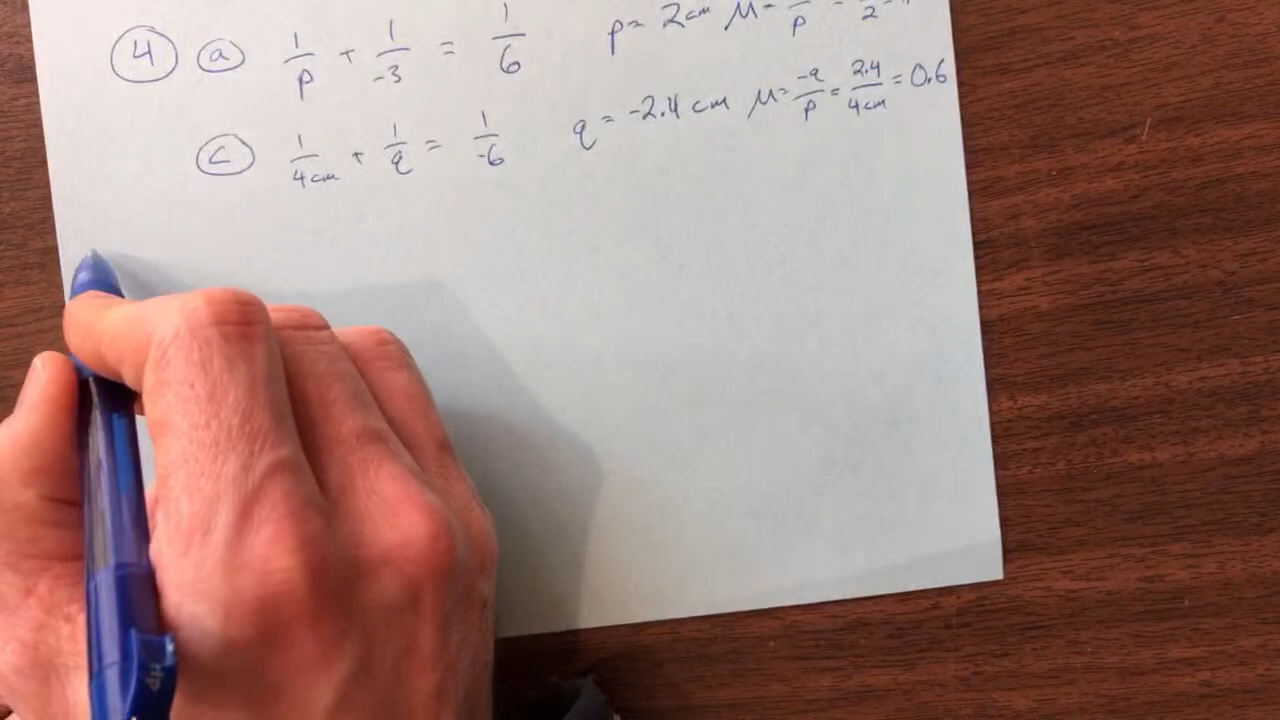 ④ ⓐ 1/p + 1/-3 = 1/6 p = 2cm M = /p = /2 =
ⓒ 1/4cm + 1/q = 1/-6 q = -2.4 cm M = -q/p = 2.4/4cm = 0.6